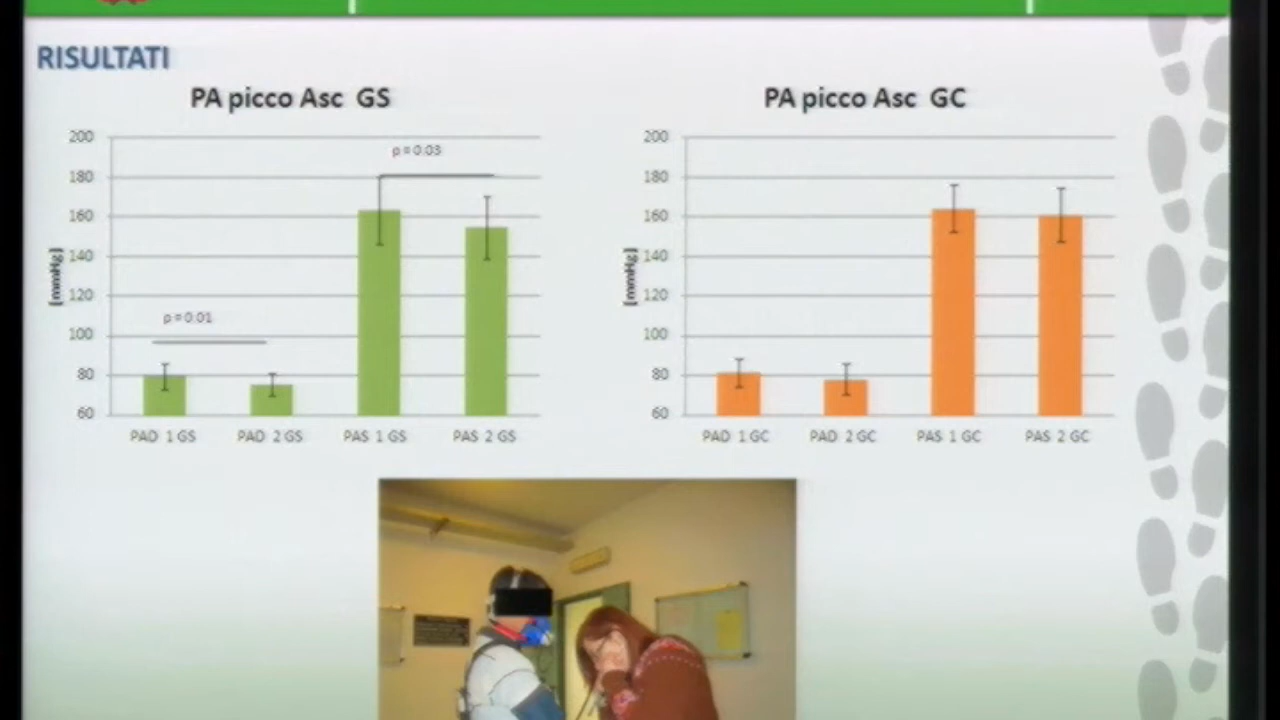 RISULTATI
PA picco Asc GS
200
180
160
140
120
100
80
60
[mmHg]
p=0.03
p=0.01
PAD 1 GS
PAD 2 GS
PAS 1 GS
PAS 2 GS
PA picco Asc GC
200
180
160
140
120
100
80
60
[mmHg]
PAD 1 GC
PAD 2 GC
PAS 1 GC
PAS 2 GC